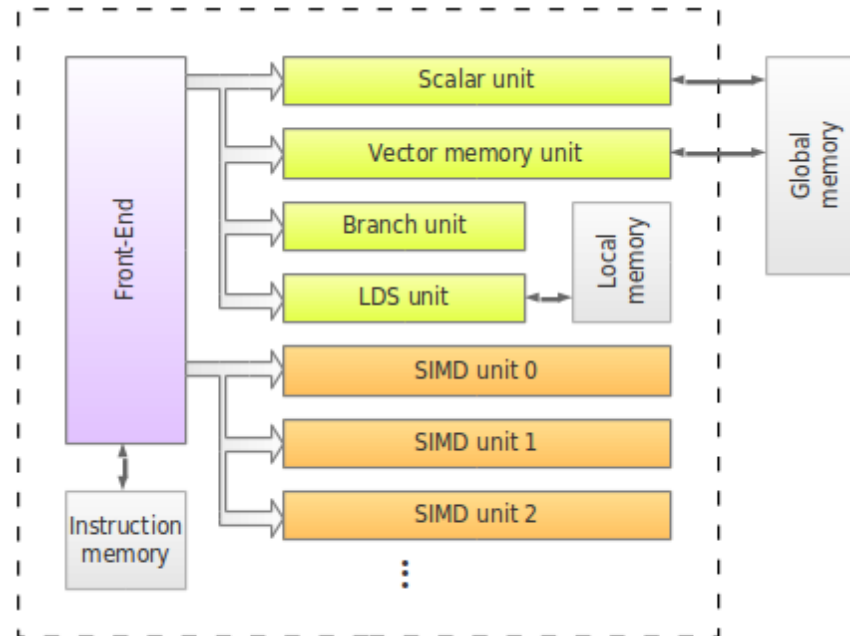 Front-End
Scalar unit
Vector memory unit
Branch unit
LDS unit
Local
memory
Global
memory
SIMD unit 0
SIMD unit 1
SIMD unit 2
Instruction
memory